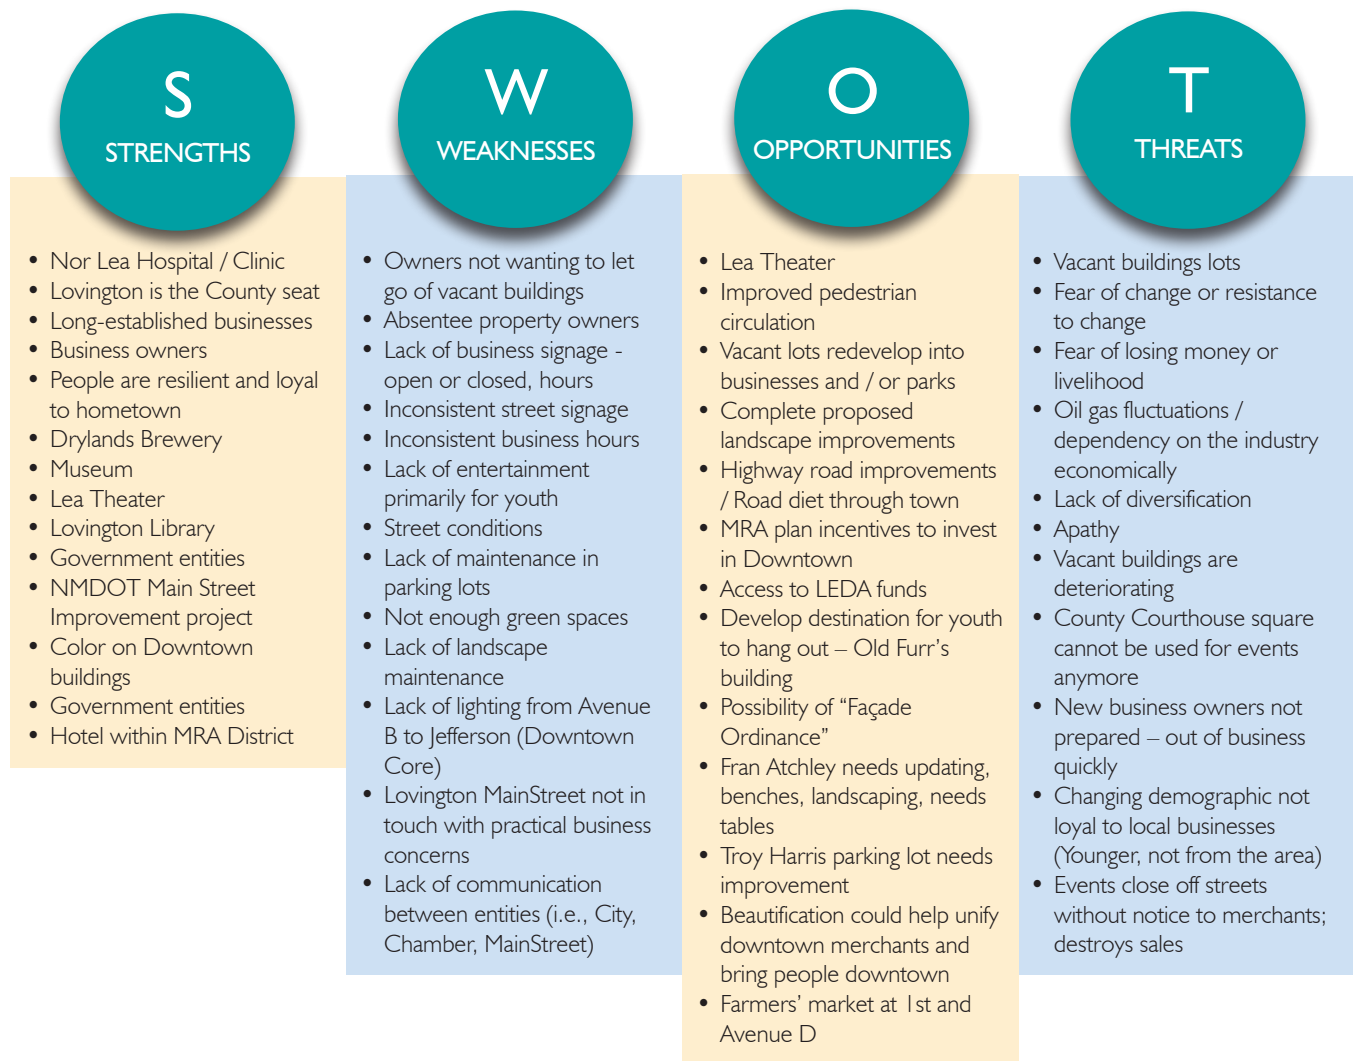 S
STRENGTHS
• Nor Lea Hospital / Clinic
• Lovington is the County seat
• Long-established businesses
• Business owners
• People are resilient and loyal
to hometown
• Drylands Brewery
• Museum
• Lea Theater
• Lovington Library
• Government entities
• NMDOT Main Street
Improvement project
• Color on Downtown
buildings
• Government entities
• Hotel within MRA District
W
WEAKNESSES
• Owners not wanting to let
go of vacant buildings
• Absentee property owners
• Lack of business signage -
open or closed, hours
• Inconsistent street signage
• Inconsistent business hours
• Lack of entertainment
primarily for youth
• Street conditions
• Lack of maintenance in
parking lots
• Not enough green spaces
• Lack of landscape
maintenance
• Lack of lighting from Avenue
B to Jefferson (Downtown
Core)
• Lovington MainStreet not in
touch with practical business
concerns
• Lack of communication
between entities (i.e., City,
Chamber, MainStreet)
O
OPPORTUNITIES
• Lea Theater
• Improved pedestrian
circulation
• Vacant lots redevelop into
businesses and / or parks
• Complete proposed
landscape improvements
• Highway road improvements
/ Road diet through town
• MRA plan incentives to invest
in Downtown
• Access to LEDA funds
• Develop destination for youth
to hang out – Old Furr’s
building
• Possibility of “Façade
Ordinance”
• Fran Atchley needs updating,
benches, landscaping, needs
tables
• Troy Harris parking lot needs
improvement
• Beautification could help unify
downtown merchants and
bring people downtown
• Farmers’ market at 1st and
Avenue D
T
THREATS
• Vacant buildings lots
• Fear of change or resistance
to change
• Fear of losing money or
livelihood
• Oil gas fluctuations /
dependency on the industry
economically
• Lack of diversification
• Apathy
• Vacant buildings are
deteriorating
• County Courthouse square
cannot be used for events
anymore
• New business owners not
prepared – out of business
quickly
• Changing demographic not
loyal to local businesses
(Younger, not from the area)
• Events close off streets
without notice to merchants;
destroys sales